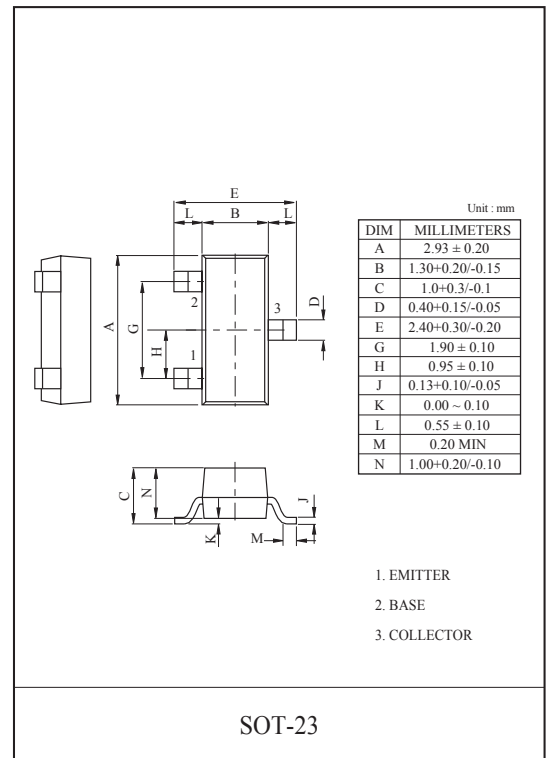 E
L B L
2
3
1
A
G
H
D
C
N
K
M
J
Unit : mm
DIM MILLIMETERS
A 2.93 ± 0.20
B 1.30+0.20/-0.15
C 1.0+0.3/-0.1
D 0.40+0.15/-0.05
E 2.40+0.30/-0.20
G 1.90 ± 0.10
H 0.95 ± 0.10
J 0.13+0.10/-0.05
K 0.00 ~ 0.10
L 0.55 ± 0.10
M 0.20 MIN
N 1.00+0.20/-0.10
1. EMITTER
2. BASE
3. COLLECTOR
SOT-23